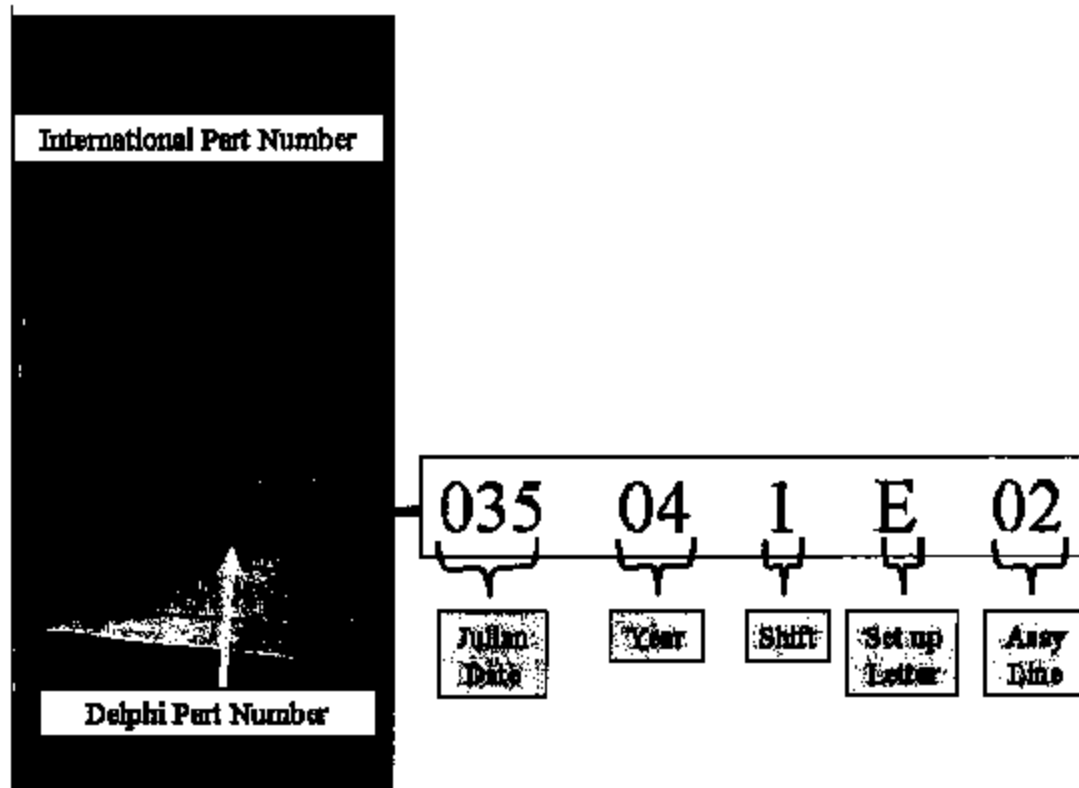 International Part Number
035 04 1 E 02
Julian Date
Year
Shift
Set up Letter
Assy Line
Delphi Part Number